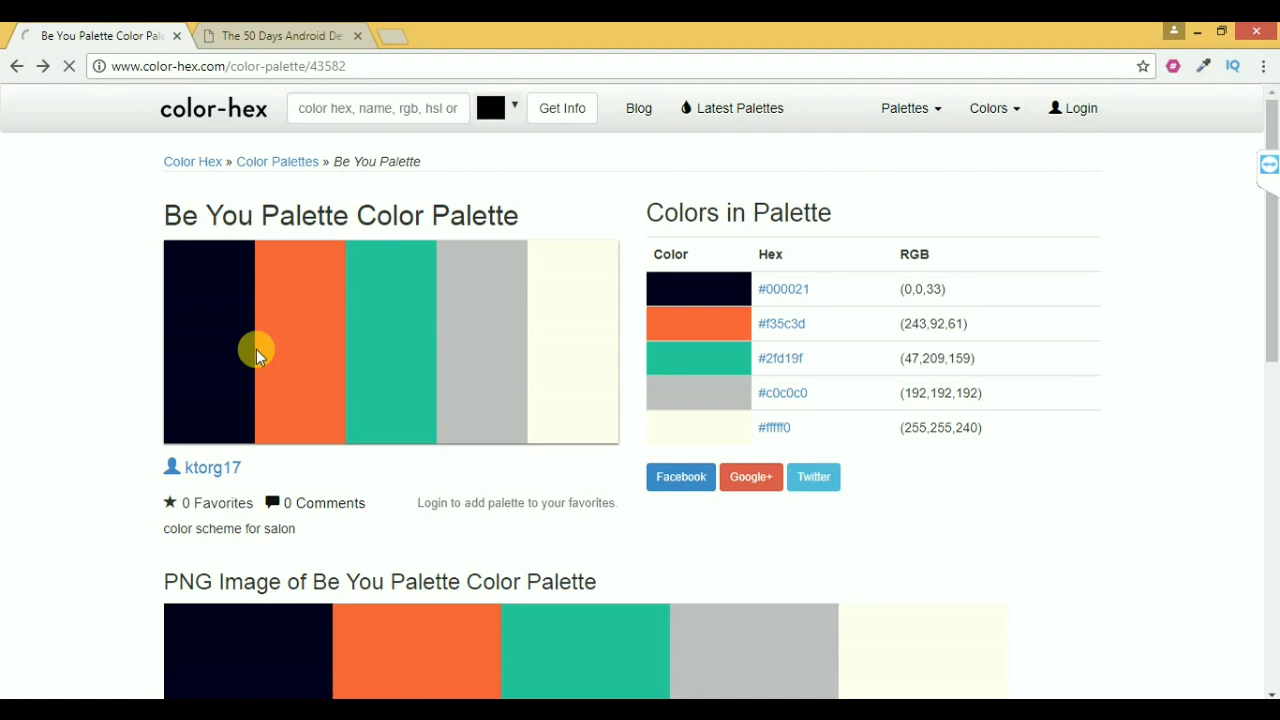 Be You Palette Color Pal
The 50 Days Android De
www.color-hex.com/color-palette/43582
IQ
color-hex
color hex, name, rgb, hsl or
Get Info
Blog
Latest Palettes
Palettes
Colors
Login
Color Hex » Color Palettes » Be You Palette
Be You Palette Color Palette
Colors in Palette
Color Hex RGB
#000021 (0,0,33)
#f35c3d (243,92,61)
#2fd19f (47,209,159)
#c0c0c0 (192,192,192)
#fffff0 (255,255,240)
Facebook Google+ Twitter
ktorg17
0 Favorites 0 Comments Login to add palette to your favorites.
color scheme for salon
PNG Image of Be You Palette Color Palette